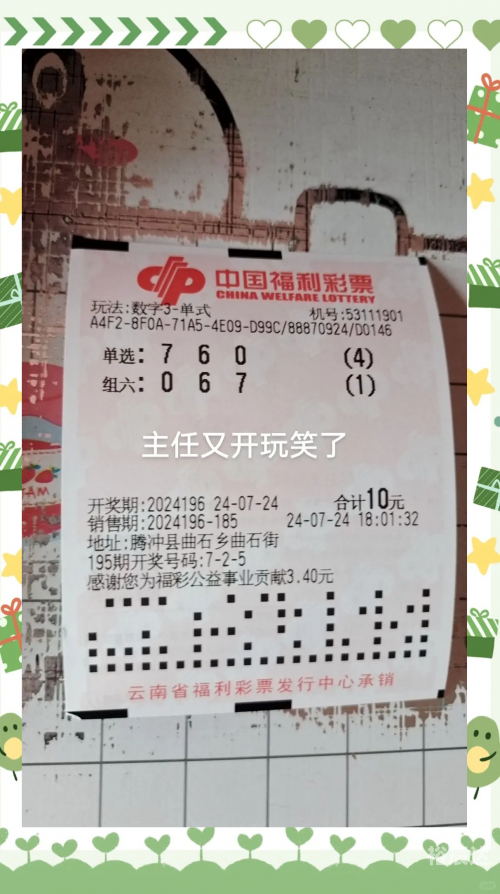 中国福利彩票
CHINA WELFARE LOTTERY
玩法:数字3-单式 机号:53111901
A4F2-8F0A-71A5-4E09-D99C/88870924/D0146
单选: 7 6 0 (4)
组六: 0 6 7 (1)
主任又开玩笑了
开奖期:2024196 24-07-24 合计10元
销售期:2024196-185 24-07-24 18:01:32
地址:腾冲县曲石乡曲石街
195期开奖号码:7-2-5
感谢您为福彩公益事业贡献3.40元
云南省福利彩票发行中心承销